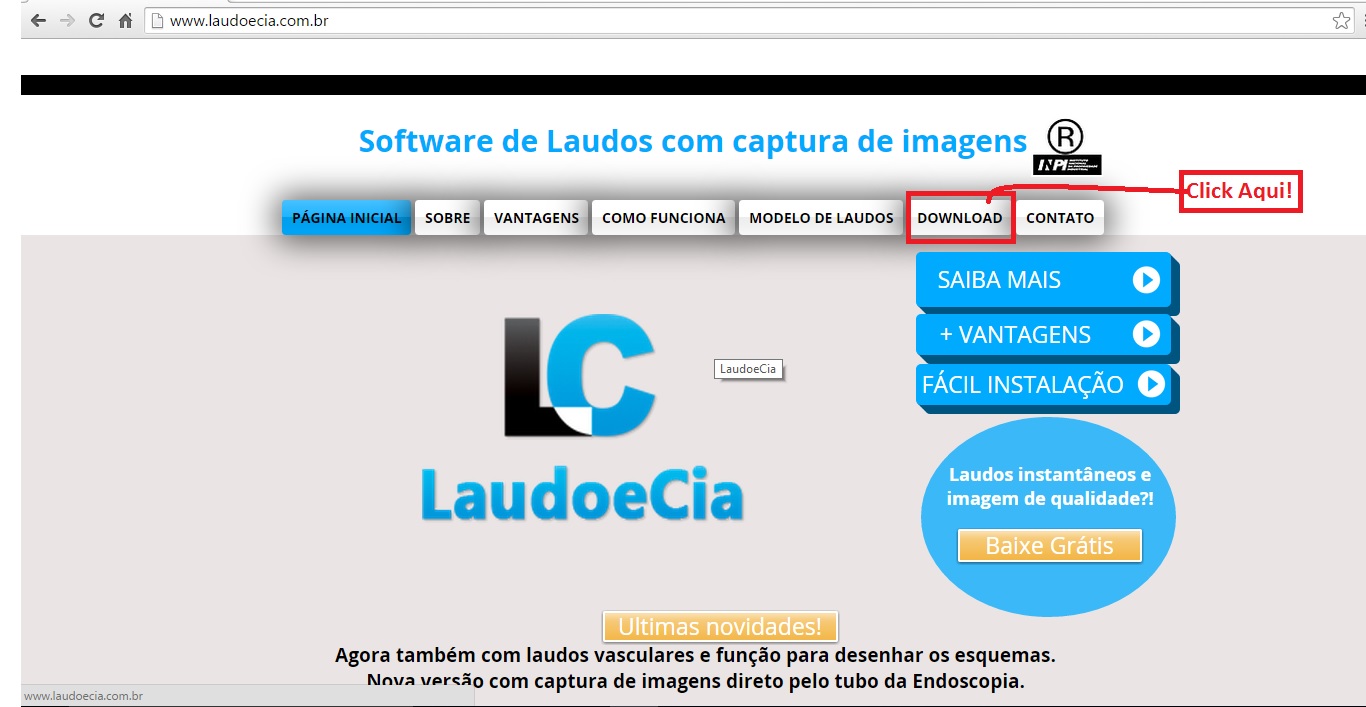 www.laudoecia.com.br
Software de Laudos com captura de imagens
®
INPI
Click Aqui!
PÁGINA INICIAL
SOBRE
VANTAGENS
COMO FUNCIONA
MODELO DE LAUDOS
DOWNLOAD
CONTATO
SAIBA MAIS
+ VANTAGENS
FÁCIL INSTALAÇÃO
LC
LaudoeCia
LaudoeCia
Laudos instantâneos e
imagem de qualidade?!
Baixe Grátis
Ultimas novidades!
Agora também com laudos vasculares e função para desenhar os esquemas.
Nova versão com captura de imagens direto pelo tubo da Endoscopia.
www.laudoecia.com.br